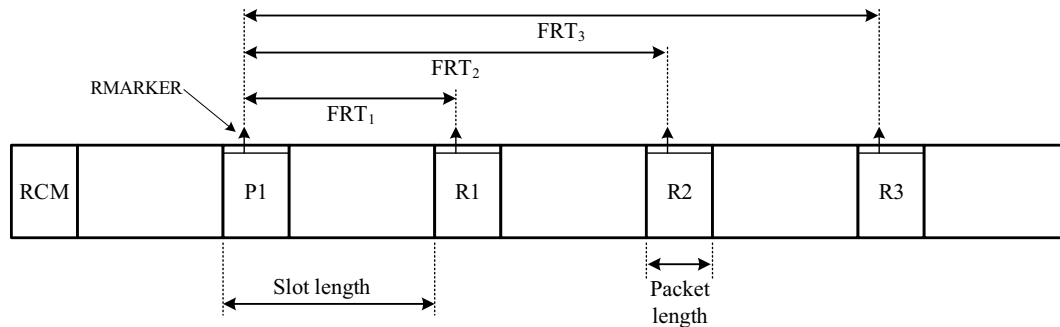 FRT₃
FRT₂
RMARKER
FRT₁
RCM P1 R1 R2 R3
Slot length
Packet
length